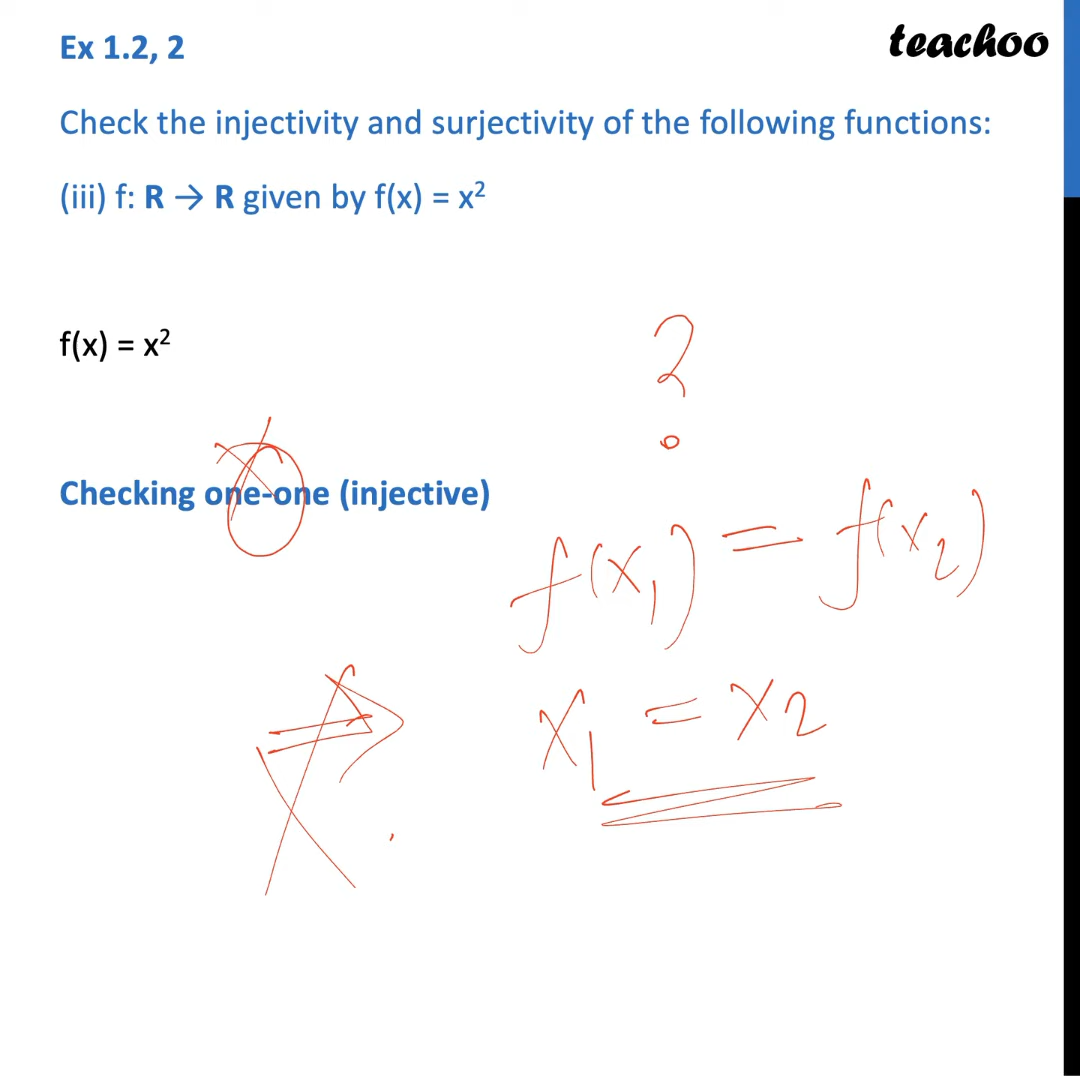 Ex 1.2, 2
teachoo
Check the injectivity and surjectivity of the following functions:
(iii) f: R → R given by f(x) = x²
f(x) = x²
?
Checking one-one (injective)
f(x₁) = f(x₂)
x₁ = x₂